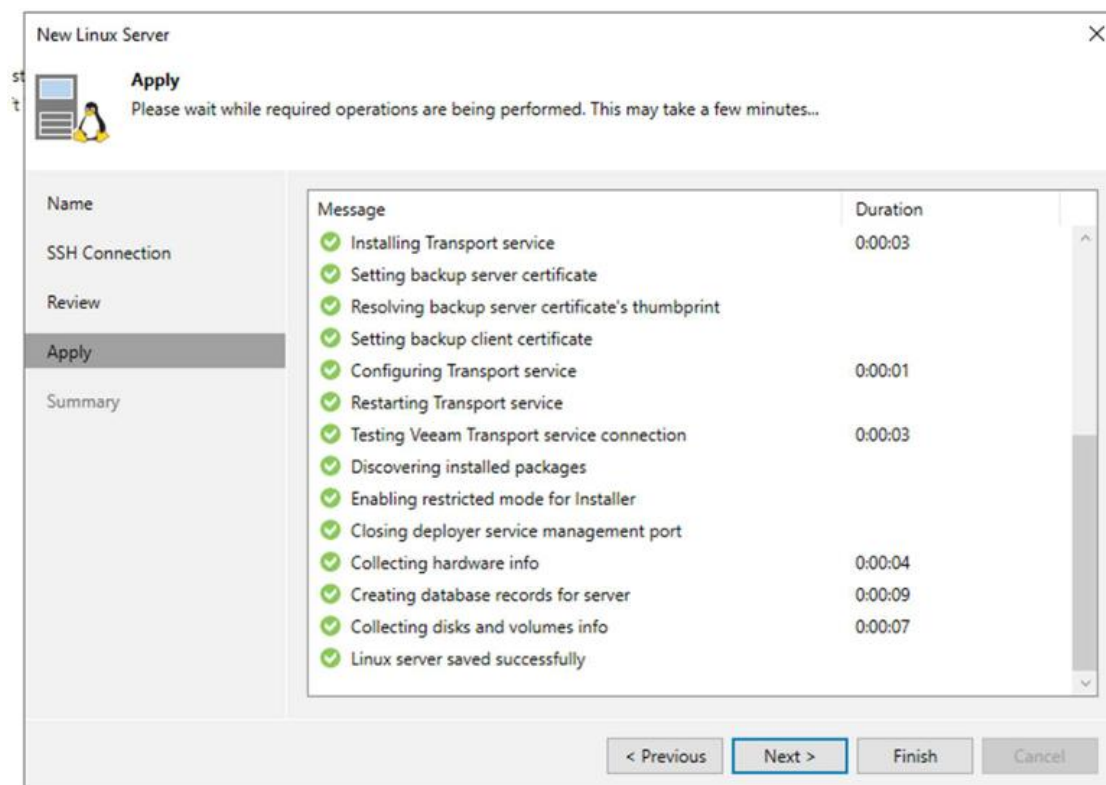 New Linux Server
st
Apply
't
Please wait while required operations are being performed. This may take a few minutes...
Name
SSH Connection
Review
Apply
Summary
Message Duration
Installing Transport service 0:00:03
Setting backup server certificate
Resolving backup server certificate's thumbprint
Setting backup client certificate
Configuring Transport service 0:00:01
Restarting Transport service
Testing Veeam Transport service connection 0:00:03
Discovering installed packages
Enabling restricted mode for Installer
Closing deployer service management port
Collecting hardware info 0:00:04
Creating database records for server 0:00:09
Collecting disks and volumes info 0:00:07
Linux server saved successfully
< Previous Next > Finish Cancel